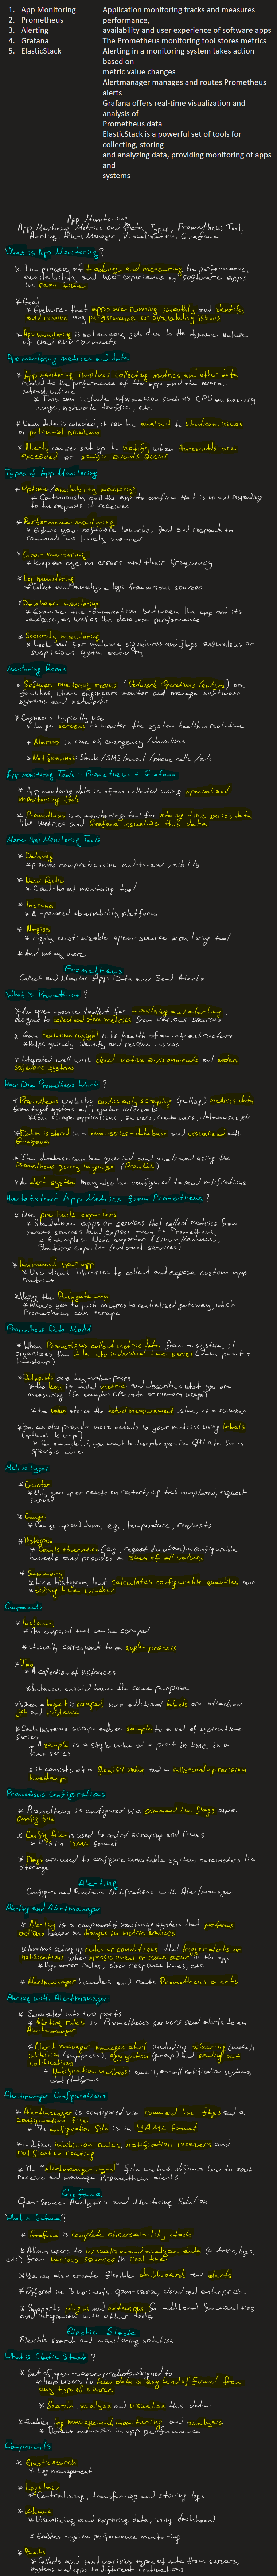 1. App Monitoring
2. Prometheus
3. Alerting
4. Grafana
5. ElasticStack
Application monitoring tracks and measures
performance,
availability and user experience of software apps
The Prometheus monitoring tool stores metrics
Alerting in a monitoring system takes action
based on
metric value changes
Alertmanager manages and routes Prometheus
alerts
Grafana offers real-time visualization and
analysis of
Prometheus data
ElasticStack is a powerful set of tools for
collecting, storing
and analyzing data, providing monitoring of apps
and
systems
App Monitoring
App Monitoring Metrics and Data, Types, Prometheus Tool,
Alerting, Alert Manager, Visualization, Grafana
What is App Monitoring?
* The process of tracking and measuring the performance,
availability and user experience of software apps
in real time
* Goal
* Ensure that apps are running smoothly and identify
and resolve any performance or availability issues
* App monitoring is not an easy job due to the dynamic nature
of cloud environments
App monitoring metrics and data
* App monitoring involves collecting metrics and other data
related to the performance of the app and the overall
infrastructure
* This can include information such as CPU or memory
usage, network traffic, etc
* When data is collected, it can be analized to identicate issues
or potential problems
* Alerts can be set up to notify when thresholds are
exceeded or specific events occur
Types of App Monitoring
* Uptime/availability monitoring
* Continuously poll the app to confirm that is up and responding
to the requests it receives
* Performance monitoring
* Ensure your software launches fast and responds to
commands in a timely manner
* Error monitoring
* Keep an eye on errors and their frequency
* Log monitoring
* Collect and analyze logs from various sources
* Database monitoring
* Examine the comunication between the app and its
database, as well as the database performance
* Security monitoring
* Look out for malware signatures and flags
suspicious system activity
Monitoring Rooms
* Software monitoring rooms (Network Operations Centers) are
facilities, where engineers monitor and manage software,
systems and networks
* Engineers typically use
* Large screens to monitor the system health in real-time
* Alarms in case of emergency / downtime
* Notifications: Slack/SMS/email/phone calls/etc
App monitoring Tools - Prometheus + Grafana
* App monitoring data is often collected using specialized
monitoring tools
* Prometheus is a monitoring tool for storing time series data
like metrics and Grafana visualizes this data
More App Monitoring Tools
* Datadog
* provides comprehensive end-to-end visibility
* New Relic
* Cloud-based monitoring tool
* Instana
* AI-powered observability platform
* Nagios
* Highly customizable open-source monitoring tool
* And many more
Prometheus
Collect and Monitor App Data and Send Alerts
What is Prometheus?
* An open-source toolkit for monitoring and alerting,
designed to collect and store metrics from various sources
* Gain real-time insight into health of an infrastructure
* Helps quickly identify and resolve issues
* Integrated well with cloud-native environments and modern
software systems
How Does Prometheus Work?
* Prometheus works by continuously scraping (pulling) metrics data
from target systems at regular intervals
* Can scrape applications, servers, containers, databases, etc
* Data is stored in a time-series-database and visualized with
Grafana
* The database can be queried and analized using the
Prometheus query language (PromQL)
* An alert system may also be configured to send notifications
How to Extract App Metrics from Prometheus?
* Use pre-built exporters
* Standalone apps or services that collect metrics from
various sources and expose them to Prometheus
* Examples: Node exporter (Linux Machines),
Blackbox exporter (external services)
* Instrument your app
* Use client libraries to collect and expose custom app
metrics
* Using the Pushgateway
* Allows you to push metrics to centralized gateway, which
Prometheus can scrape
Prometheus Data Model
* When Prometheus collect metric data from a system, it
organizes the data into individual time series (data point +
timestamp)
* Datapoints are key-value pairs
* the key is called metric and describes what you are
measuring (for example: CPU rate or memory usage)
* the value stores the actual measurement value, as a number
* You can also provide more details to your metrics using labels
* For example, if you want to describe specific CPU rate for a
specific core
Metric Types
* Counter
* Only goes up or resets on restart, e.g. task completed, request
served
* Gauge
* Can go up and down, e.g., temperature, requests
* Histogram
* Counts observations (e.g., request durations) in configurable
buckets and provides a sum of all values
* Summary
* Like Histogram, but calculates configurable quantiles over
a sliding time window
Components
* Instance
* An endpoint that can be scraped
* Usually correspond to a single process
* Job
* A collection of instances
* Instances should have the same purpose
* When a target is scraped, two additional labels are attached
job and instance
* Each instance scrape adds a sample to a set of system time
series
* A sample is a single value at a point in time in a
time series
* it consists of a float64 value and a millisecond-precision
timestamp
Prometheus Configurations
* Prometheus is configured via command line flags and a
config file
* Config file is used to control scraping and rules
* It is in YML format
* Flags are used to configure immutable system parameters like
storage
Alerting
Configure and Receive Notifications with Alertmanager
Alerting and Alertmanager
* Alerting is a component of monitoring system that performs
actions based on changes in metric values
* Involves setting up rules or conditions that trigger alerts or
notifications when specific event or issue occur in the app
* High error rates, slow response times, etc
* Alertmanager handles and routs Prometheus alerts
Alerting with Alertmanager
* Separated into two parts
* Alerting rules in Prometheus servers send alerts to an
Alertmanager
* Alert manager manages alert including silencing (mute),
inhibition (suppress), aggregation (group) and sending out
notification
* Notification methods: email, on-call notification systems,
chat platforms
Alertmanager Configurations
* Alertmanager is configured via command line flags and a
configuration file
* The configuration file is in YAML format
* It defines inhibition rules, notification receivers and
notification routing
* The "alertmanager.yml" file we have defines how to rout
receive and manage Prometheus alerts
Grafana
Open-Source Analytics and Monitoring Solution
What is Grafana?
* Grafana is complete observability stack
* Allows users to visualize and analyze data (metrics, logs,
etc) from various sources in real time
* You can also create flexible dashboards and alerts
* Offered in 3 variants: open-source, cloud and enterprise
* Supports plugins and extensions for additional functionalities
and integration with other tools
Elastic Stack
Flexible search and monitoring solution
What is Elastic Stack?
* Set of open-source products, aligned to
* Help users to take data in any kind of format from
any type of source
* Search, analyze and visualize this data
* Enables log management, monitoring and analysis
* Detect anomalies in app performance
Components
* Elasticsearch
* Log management
* Logstash
* Centralizing, transforming and storing logs
* Kibana
* Visualizing and exploring data, using dashboard
* Enables system performance monitoring
* Beats
* Collects and send various types of data from servers,
systems and apps to different destinations